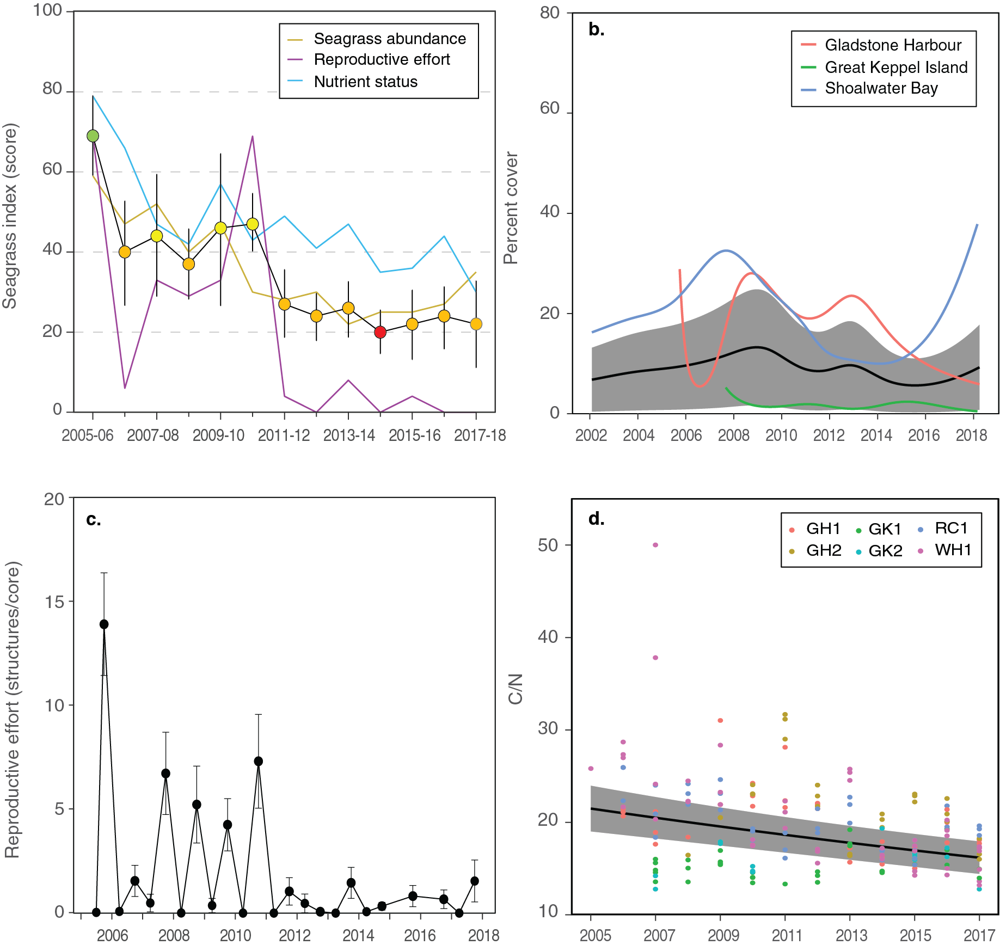 100
80
60
40
20
0
Seagrass index (score)
Seagrass abundance
Reproductive effort
Nutrient status
2005-06 2007-08 2009-10 2011-12 2013-14 2015-16 2017-18
b.
80
60
40
20
0
Percent cover
Gladstone Harbour
Great Keppel Island
Shoalwater Bay
2002 2004 2006 2008 2010 2012 2014 2016 2018
c.
20
15
10
5
0
Reproductive effort (structures/core)
2006 2008 2010 2012 2014 2016 2018
d.
50
40
30
20
10
C/N
GH1 GK1 RC1
GH2 GK2 WH1
2005 2007 2009 2011 2013 2015 2017